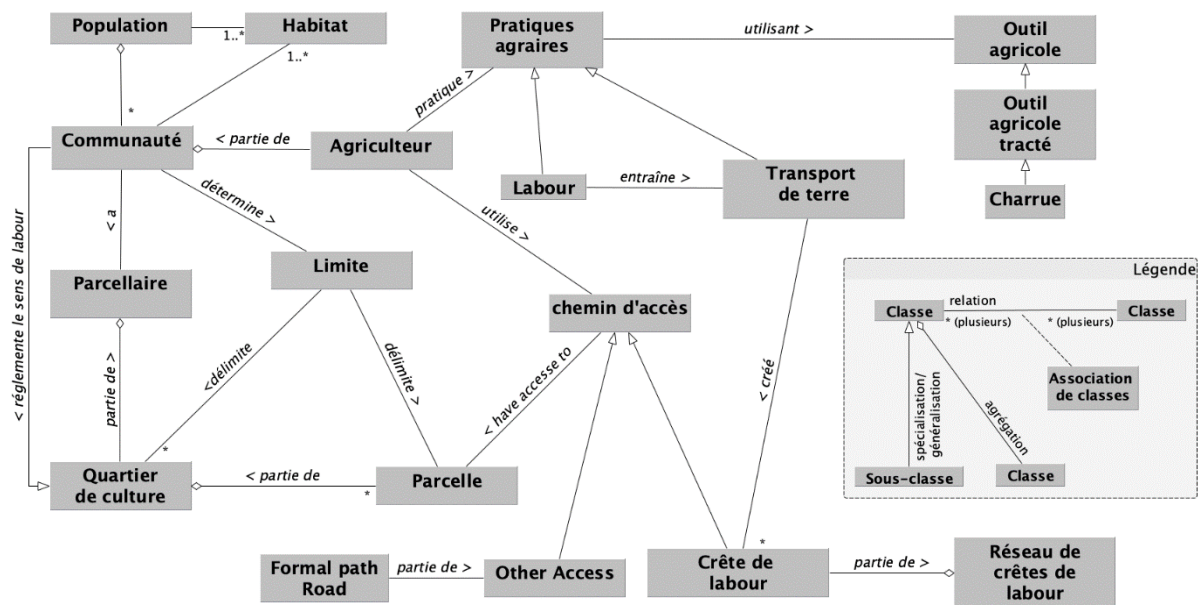 Population
Habitat
1..*
1..*
*
Pratiques
agraires
utilisant >
Outil
agricole
pratique >
Outil
agricole
tracté
Charrue
Communauté
< partie de
Agriculteur
Labour
entraîne >
Transport
de terre
< réglemente le sens de labour
< a
détermine >
utilise >
Parcellaire
Limite
chemin d'accès
partie de >
<délimite
délimite >
< have accesse to
< créé
*
Quartier
de culture
< partie de
*
Parcelle
Formal path
Road
partie de >
Other Access
*
Crête de
labour
partie de >
Réseau de
crêtes de
labour
Légende
Classe
relation
* (plusieurs)
* (plusieurs)
Classe
Association
de classes
spécialisation/
généralisation
agrégation
Sous-classe
Classe